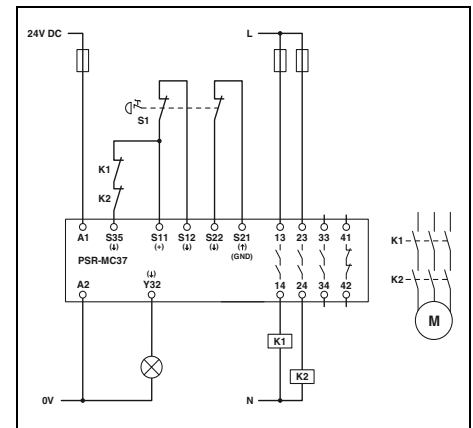 24V DC
L
S1
K1
K2
A1 S35 S11 S12 S22 S21 13 23 33 41
(↓) (+) (↓) (↓) (↑)
(GND)
PSR-MC37
A2 (↓) Y32 14 24 34 42
K1
K2
M
K1
K2
0V N